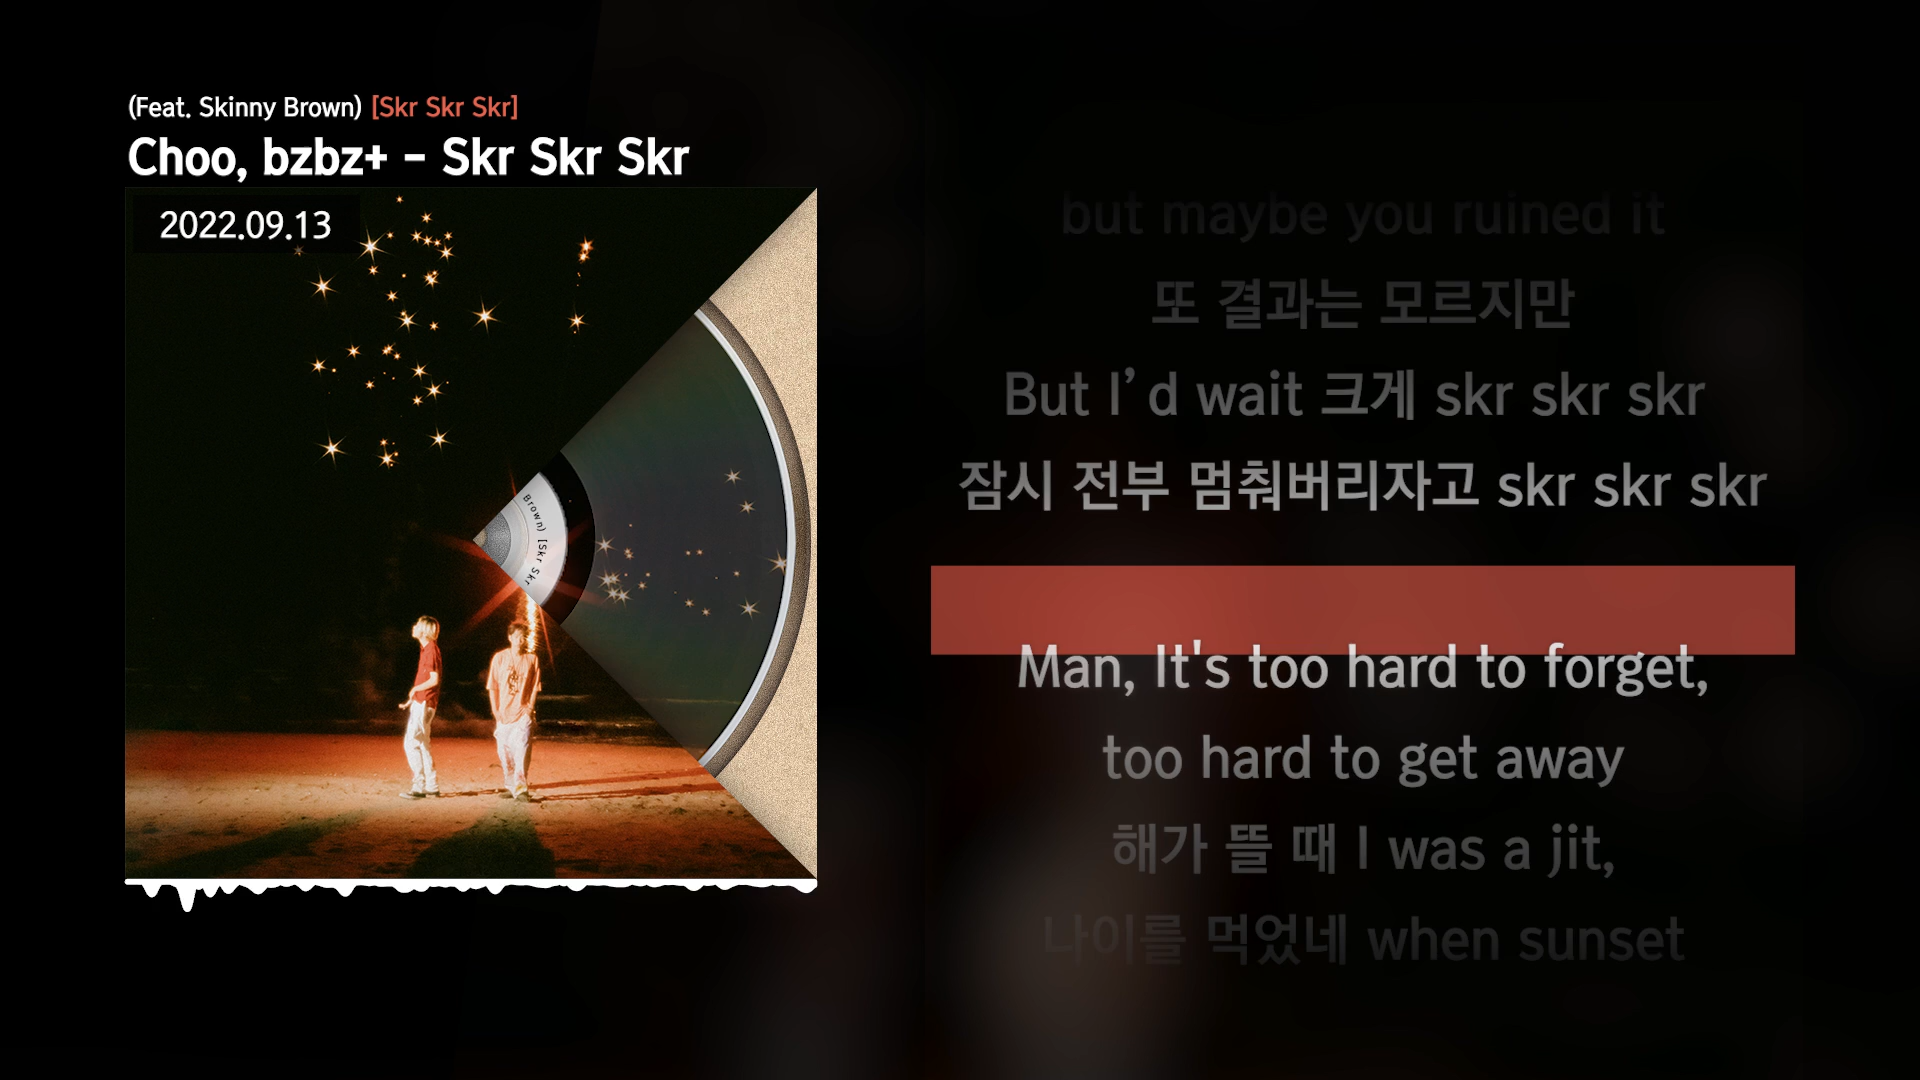 (Feat. Skinny Brown) [Skr Skr Skr]
Choo, bzbz+ - Skr Skr Skr
2022.09.13
Brown) [Skr Skr
but maybe you ruined it
또 결과는 모르지만
But I’d wait 크게 skr skr skr
잠시 전부 멈춰버리자고 skr skr skr
Man, It's too hard to forget,
too hard to get away
해가 뜰 때 I was a jit,
나이를 먹었네 when sunset